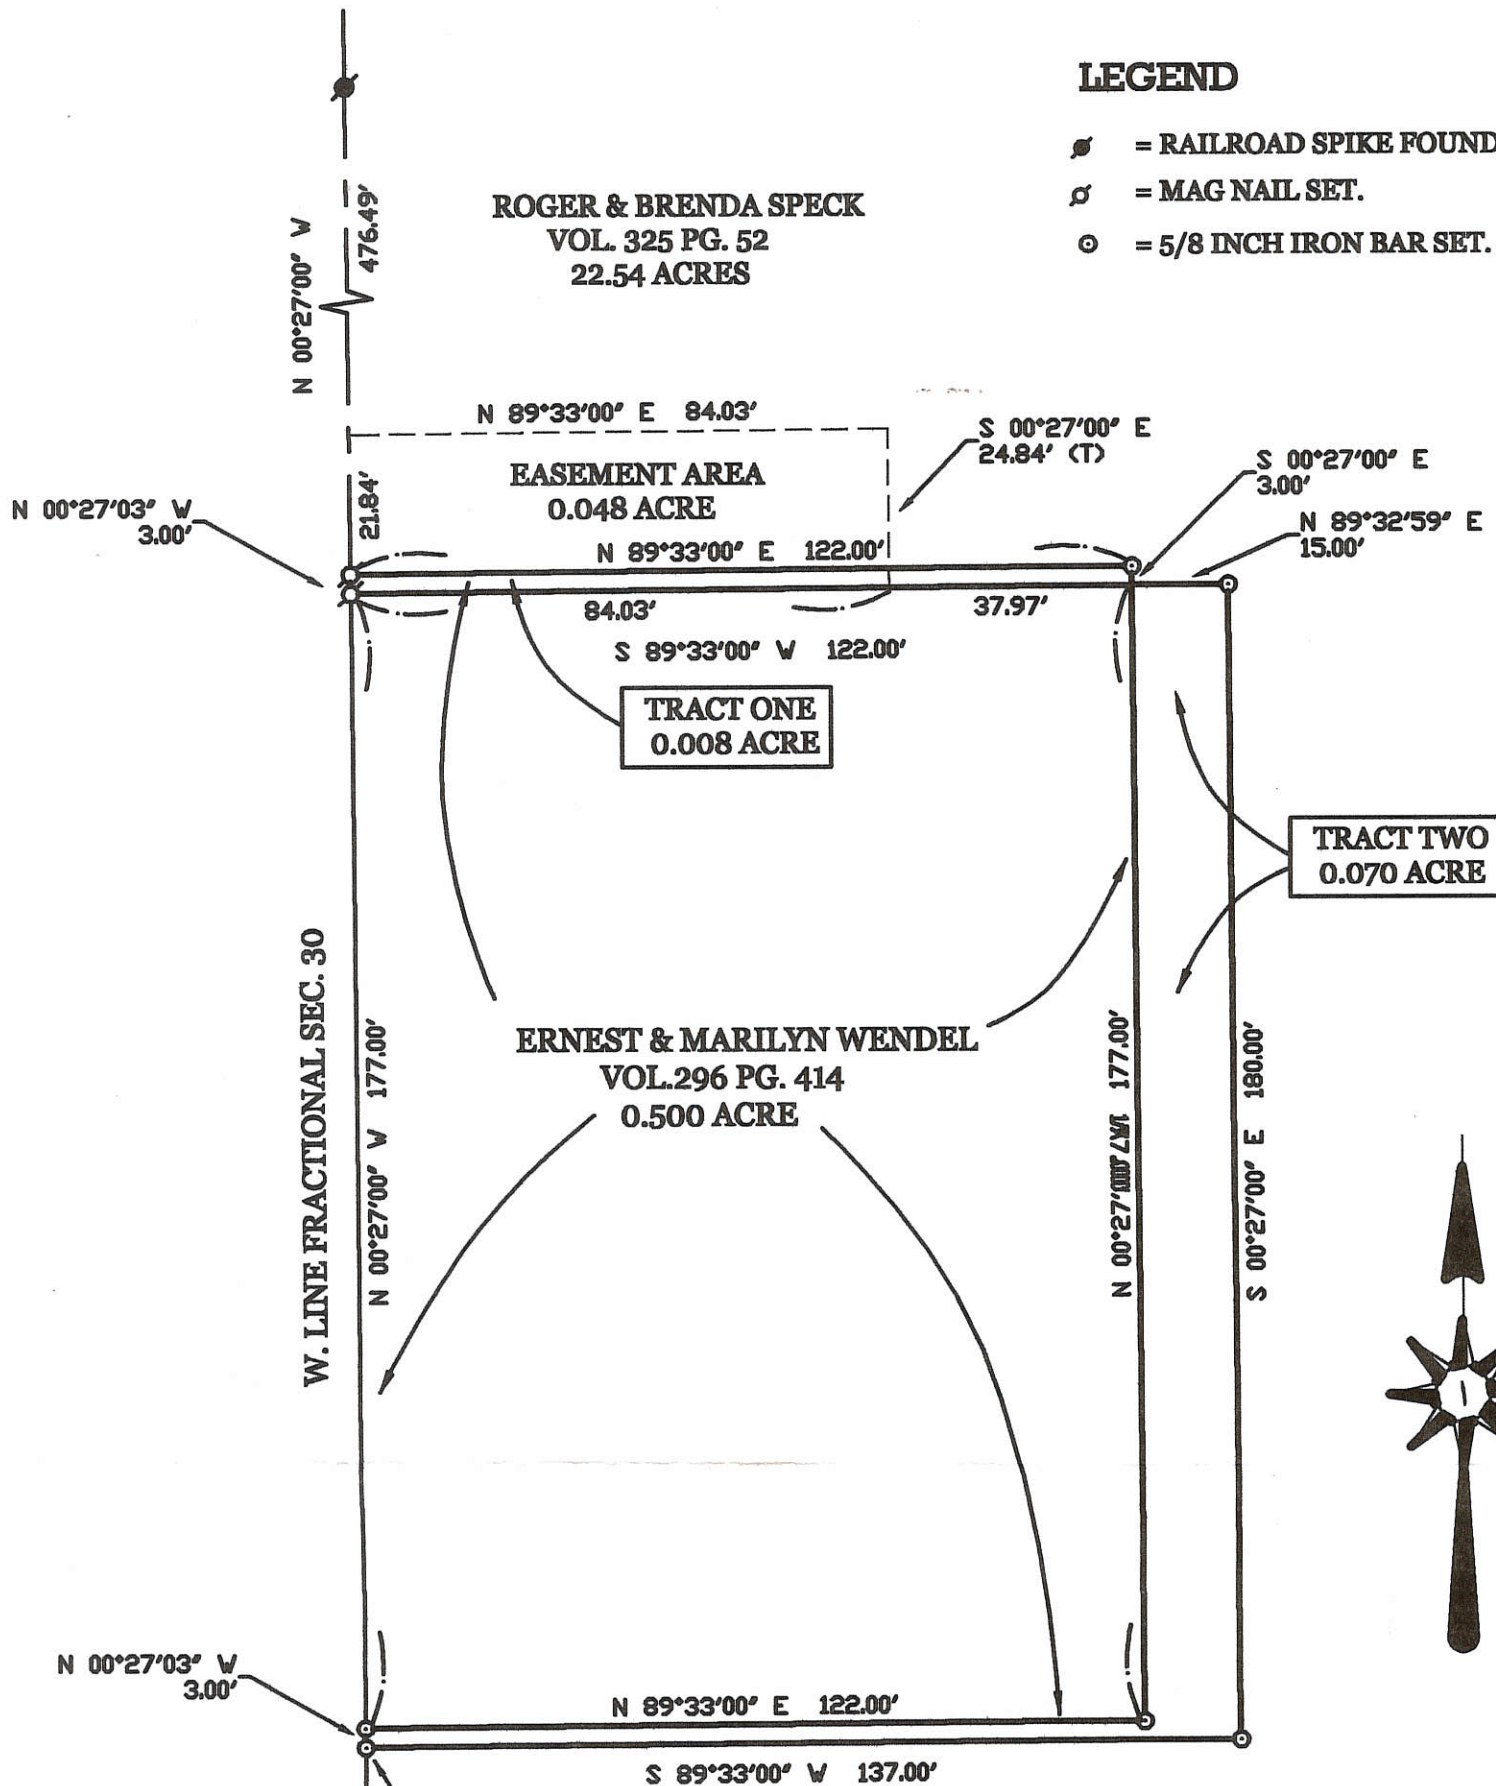 LEGEND
= RAILROAD SPIKE FOUND
= MAG NAIL SET.
= 5/8 INCH IRON BAR SET.
ROGER & BRENDA SPECK
VOL. 325 PG. 52
22.54 ACRES
N 00°27'00" W
476.49'
N 89°33'00" E 84.03'
S 00°27'00" E
24.84' (T)
EASEMENT AREA
0.048 ACRE
21.84'
S 00°27'00" E
3.00'
N 89°32'59" E
15.00'
N 00°27'03" W
3.00'
N 89°33'00" E 122.00'
84.03'
37.97'
S 89°33'00" W 122.00'
TRACT ONE
0.008 ACRE
TRACT TWO
0.070 ACRE
W. LINE FRACTIONAL SEC. 30
N 00°27'00" W 177.00'
ERNEST & MARILYN WENDEL
VOL.296 PG. 414
0.500 ACRE
N 00°27'00" 177.00'
S 00°27'00" E 180.00'
N 00°27'03" W
3.00'
N 89°33'00" E 122.00'
S 89°33'00" W 137.00'